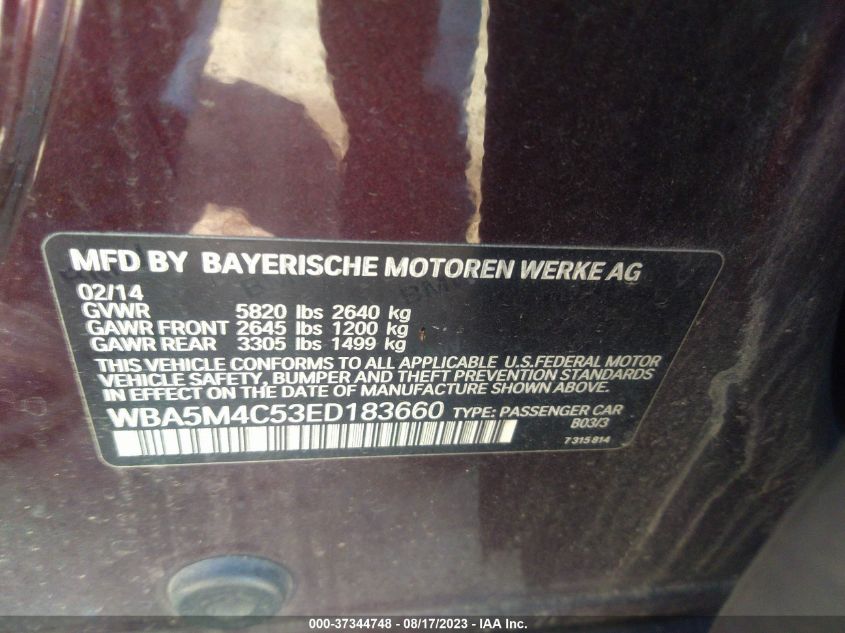 MFD BY BAYERISCHE MOTOREN WERKE AG
02/14
GVWR 5820 lbs 2640 kg
GAWR FRONT 2645 lbs 1200 kg
GAWR REAR 3305 lbs 1499 kg
THIS VEHICLE CONFORMS TO ALL APPLICABLE U.S.FEDERAL MOTOR
VEHICLE SAFETY, BUMPER AND THEFT PREVENTION STANDARDS
IN EFFECT ON THE DATE OF MANUFACTURE SHOWN ABOVE.
WBA5M4C53ED183660 TYPE: PASSENGER CAR
B03/3
7 315 814
000-37344748 - 08/17/2023 - IAA Inc.